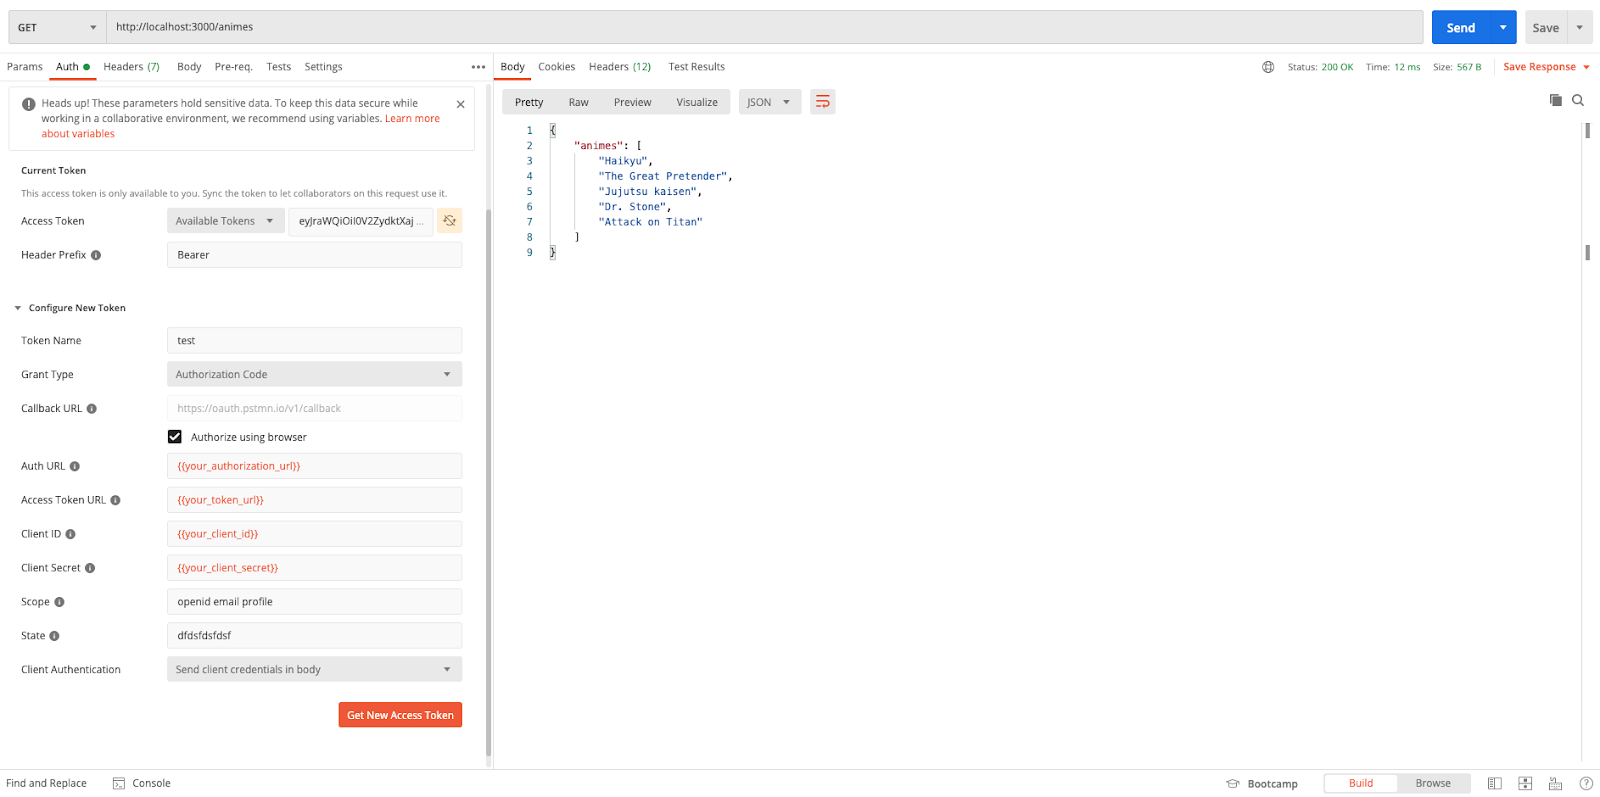 GET http://localhost:3000/animes Send Save
Params Auth Headers (7) Body Pre-req. Tests Settings
Heads up! These parameters hold sensitive data. To keep this data secure while
working in a collaborative environment, we recommend using variables. Learn more
about variables
Current Token
This access token is only available to you. Sync the token to let collaborators on this request use it.
Access Token Available Tokens eyJraWQiOiI0V2ZydktXaj ...
Header Prefix Bearer
Configure New Token
Token Name test
Grant Type Authorization Code
Callback URL https://oauth.pstmn.io/v1/callback
Authorize using browser
Auth URL {{your_authorization_url}}
Access Token URL {{your_token_url}}
Client ID {{your_client_id}}
Client Secret {{your_client_secret}}
Scope openid email profile
State dfdsfdsfdsf
Client Authentication Send client credentials in body
Get New Access Token
Body Cookies Headers (12) Test Results Status: 200 OK Time: 12 ms Size: 567 B Save Response
Pretty Raw Preview Visualize JSON
1 {
2 "animes": [
3 "Haikyu",
4 "The Great Pretender",
5 "Jujutsu kaisen",
6 "Dr. Stone",
7 "Attack on Titan"
8 ]
9 }
Find and Replace Console Bootcamp Build Browse